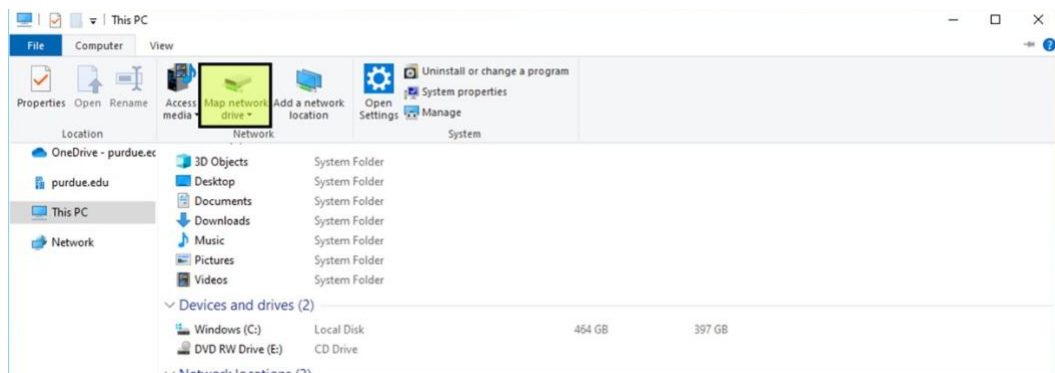 This PC
File Computer View
Properties Open Rename
Access media Map network drive Add a network location
Open Settings
Uninstall or change a program
System properties
Manage
Location Network System
OneDrive - purdue.ec
purdue.edu
This PC
Network
3D Objects System Folder
Desktop System Folder
Documents System Folder
Downloads System Folder
Music System Folder
Pictures System Folder
Videos System Folder
Devices and drives (2)
Windows (C:) Local Disk 464 GB 397 GB
DVD RW Drive (E:) CD Drive
Network locations (2)